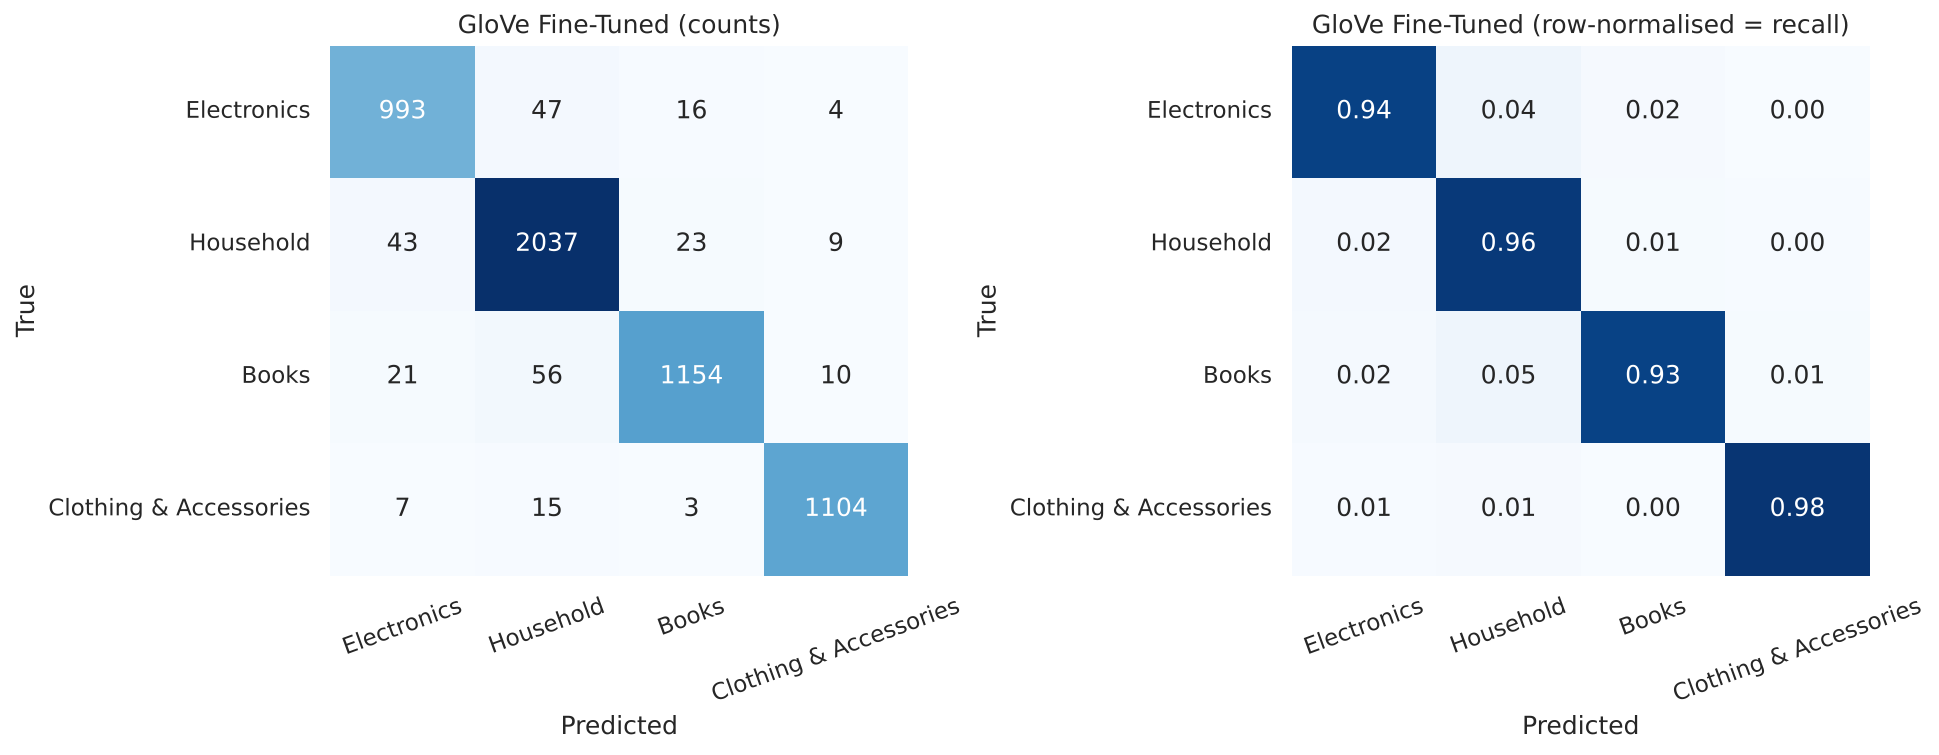 GloVe Fine-Tuned (counts)
True
Electronics 993 47 16 4
Household 43 2037 23 9
Books 21 56 1154 10
Clothing & Accessories 7 15 3 1104
Electronics Household Books Clothing & Accessories
Predicted
GloVe Fine-Tuned (row-normalised = recall)
True
Electronics 0.94 0.04 0.02 0.00
Household 0.02 0.96 0.01 0.00
Books 0.02 0.05 0.93 0.01
Clothing & Accessories 0.01 0.01 0.00 0.98
Electronics Household Books Clothing & Accessories
Predicted